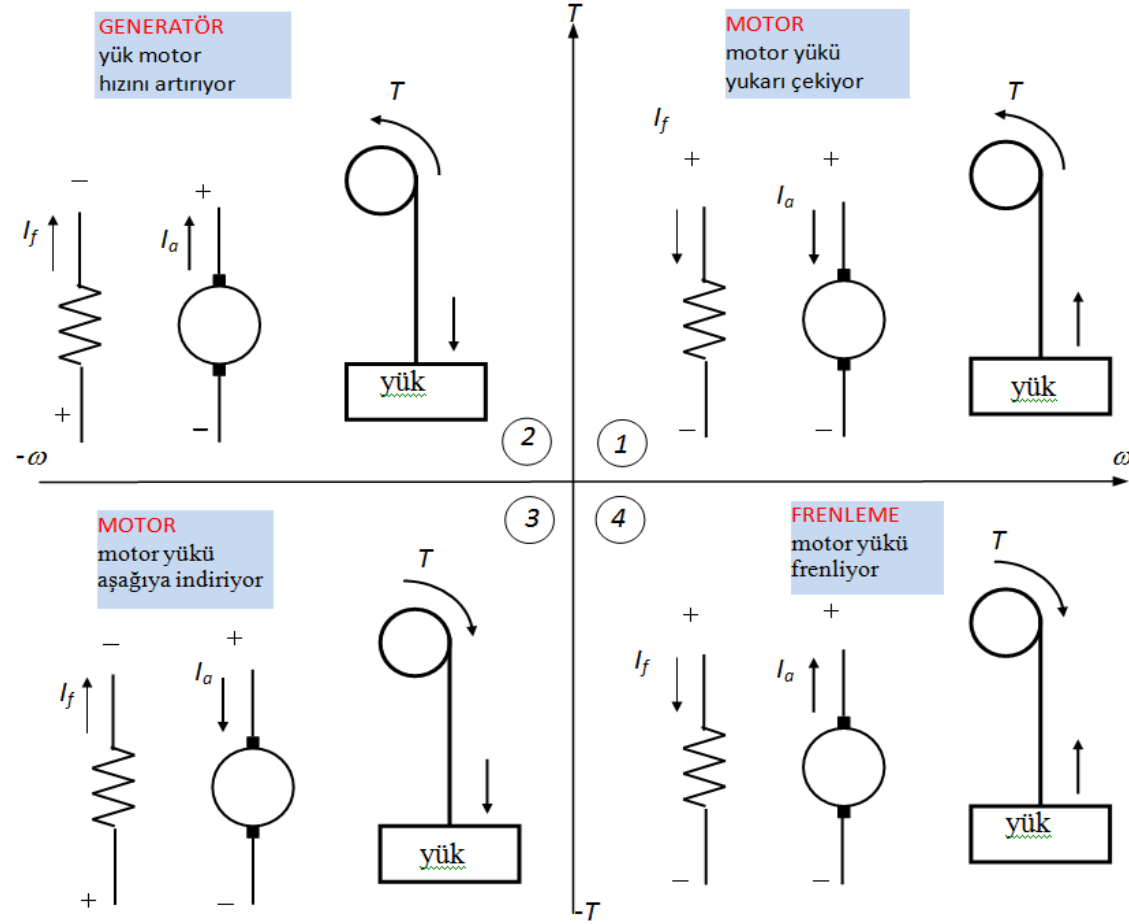 T
GENERATÖR
yük motor
hızını artırıyor
T
−
+
I_f
I_a
+
−
yük
2
-ω
MOTOR
motor yükü
yukarı çekiyor
T
I_f
+
+
I_a
−
−
yük
1
ω
MOTOR
motor yükü
aşağıya indiriyor
T
−
+
I_f
I_a
+
−
yük
3
FRENLEME
motor yükü
frenliyor
T
+
+
I_f
I_a
−
−
yük
4
-T